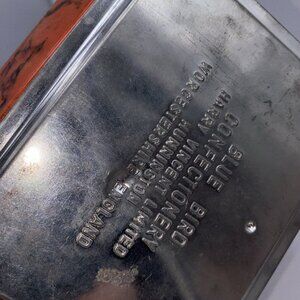 BLUE BIRD
CONFECTIONERY
HARRY VINCENT LIMITED
HUNNINGTON
WORCESTERSHIRE ENGLAND